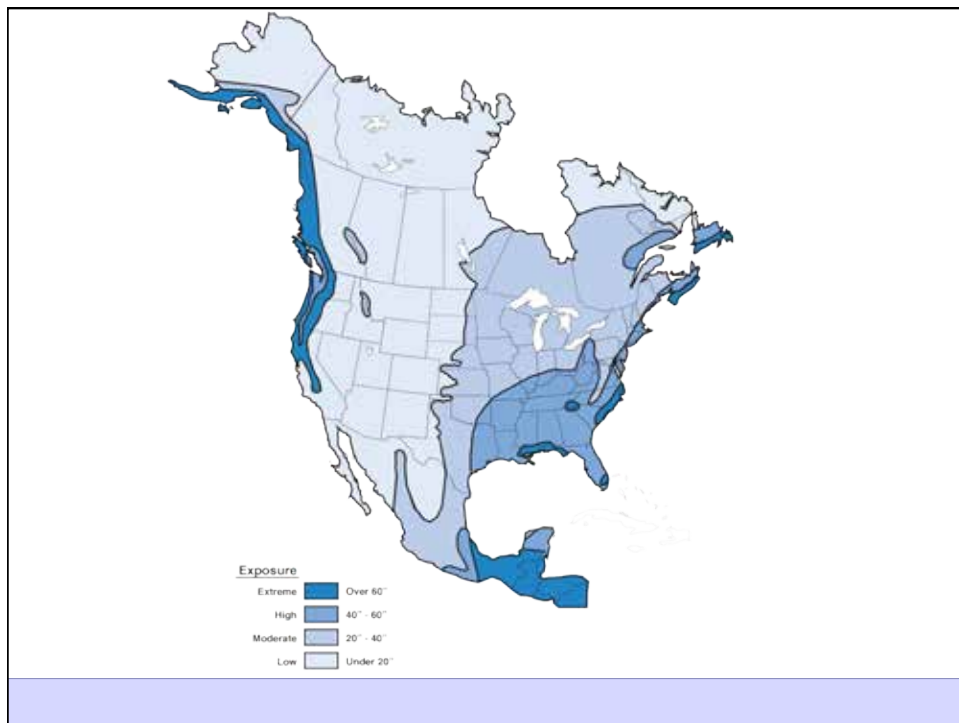 Exposure
Extreme Over 60"
High 40" - 60"
Moderate 20" - 40"
Low Under 20"